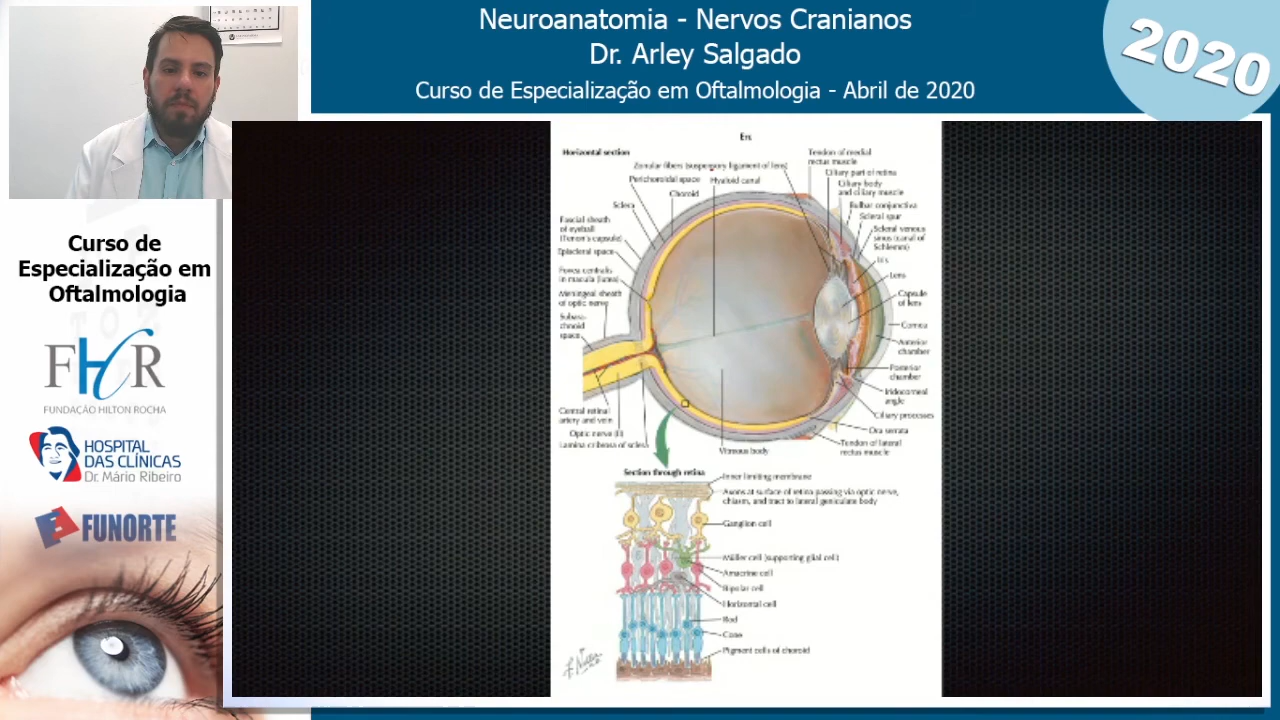 Neuroanatomia - Nervos Cranianos
Dr. Arley Salgado
Curso de Especialização em Oftalmologia - Abril de 2020
2020
Curso de
Especialização em
Oftalmologia
FHR
FUNDAÇÃO HILTON ROCHA
HOSPITAL
DAS CLÍNICAS
Dr. Mário Ribeiro
FUNORTE
Horizontal section
Zonular fibers (suspensory ligament of lens)
Perichoroidal space
Hyaloid canal
Choroid
Sclera
Fascial sheath
of eyeball
(Tenon's capsule)
Episcleral space
Fovea centralis
in macula (lutea)
Meningeal sheath
of optic nerve
Subara-
chnoid
space
Central retinal
artery and vein
Optic nerve (II)
Lamina cribrosa of sclera
Tendon of medial
rectus muscle
Ciliary part of retina
Ciliary body
and ciliary muscle
Bulbar conjunctiva
Scleral spur
Scleral venous
sinus (canal of
Schlemm)
Iris
Lens
Capsule
of lens
Cornea
Anterior
chamber
Posterior
chamber
Iridocorneal
angle
Ciliary processes
Ora serrata
Tendon of lateral
rectus muscle
Vitreous body
Section through retina
Inner limiting membrane
Axons at surface of retina passing via optic nerve,
chiasm, and tract to lateral geniculate body
Ganglion cell
Müller cell (supporting glial cell)
Amacrine cell
Bipolar cell
Horizontal cell
Rod
Cone
Pigment cells of choroid